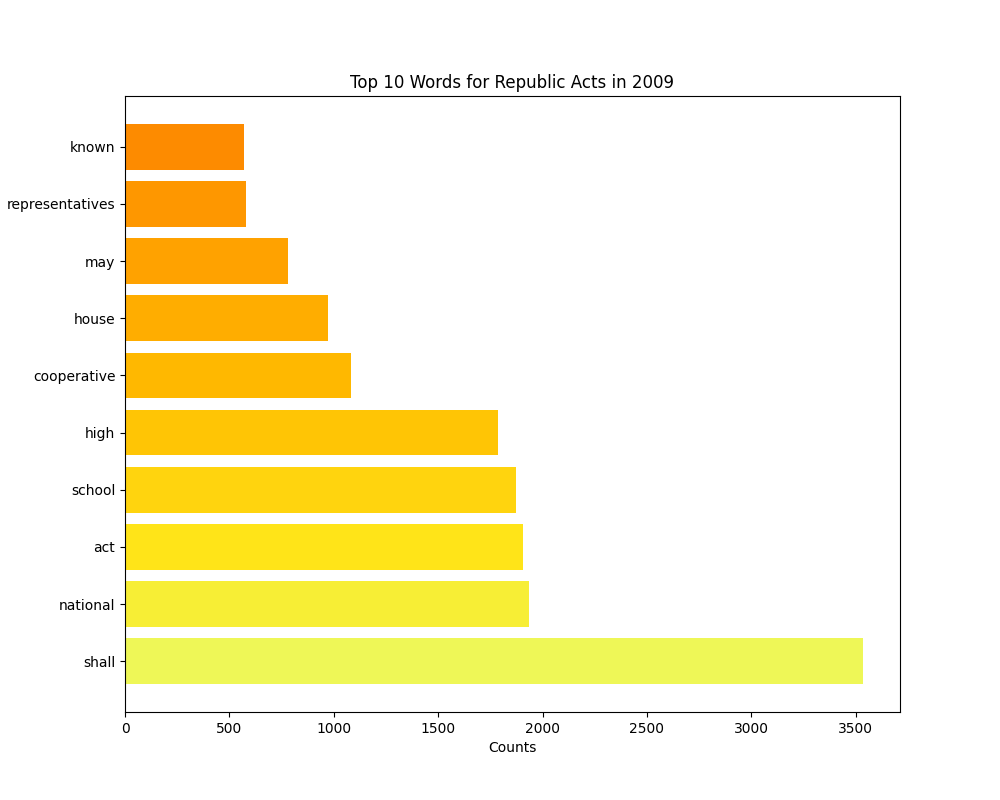 Top 10 Words for Republic Acts in 2009
known
representatives
may
house
cooperative
high
school
act
national
shall
0 500 1000 1500 2000 2500 3000 3500
Counts